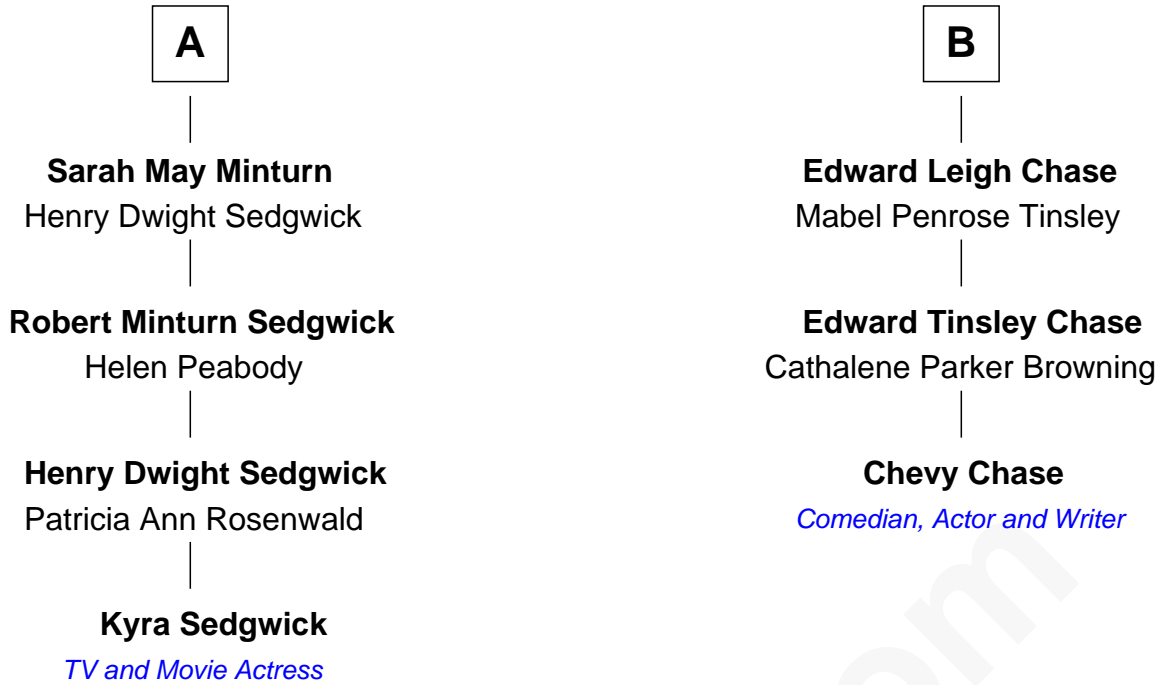 A
Sarah May Minturn
Henry Dwight Sedgwick
Robert Minturn Sedgwick
Helen Peabody
Henry Dwight Sedgwick
Patricia Ann Rosenwald
Kyra Sedgwick
TV and Movie Actress
B
Edward Leigh Chase
Mabel Penrose Tinsley
Edward Tinsley Chase
Cathalene Parker Browning
Chevy Chase
Comedian, Actor and Writer
om